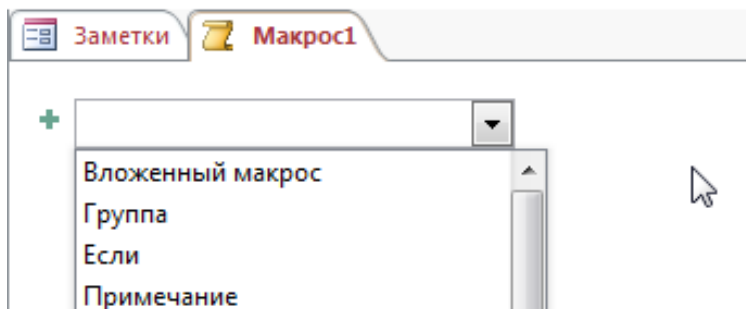 Заметки Макрос1
Вложенный макрос
Группа
Если
Примечание